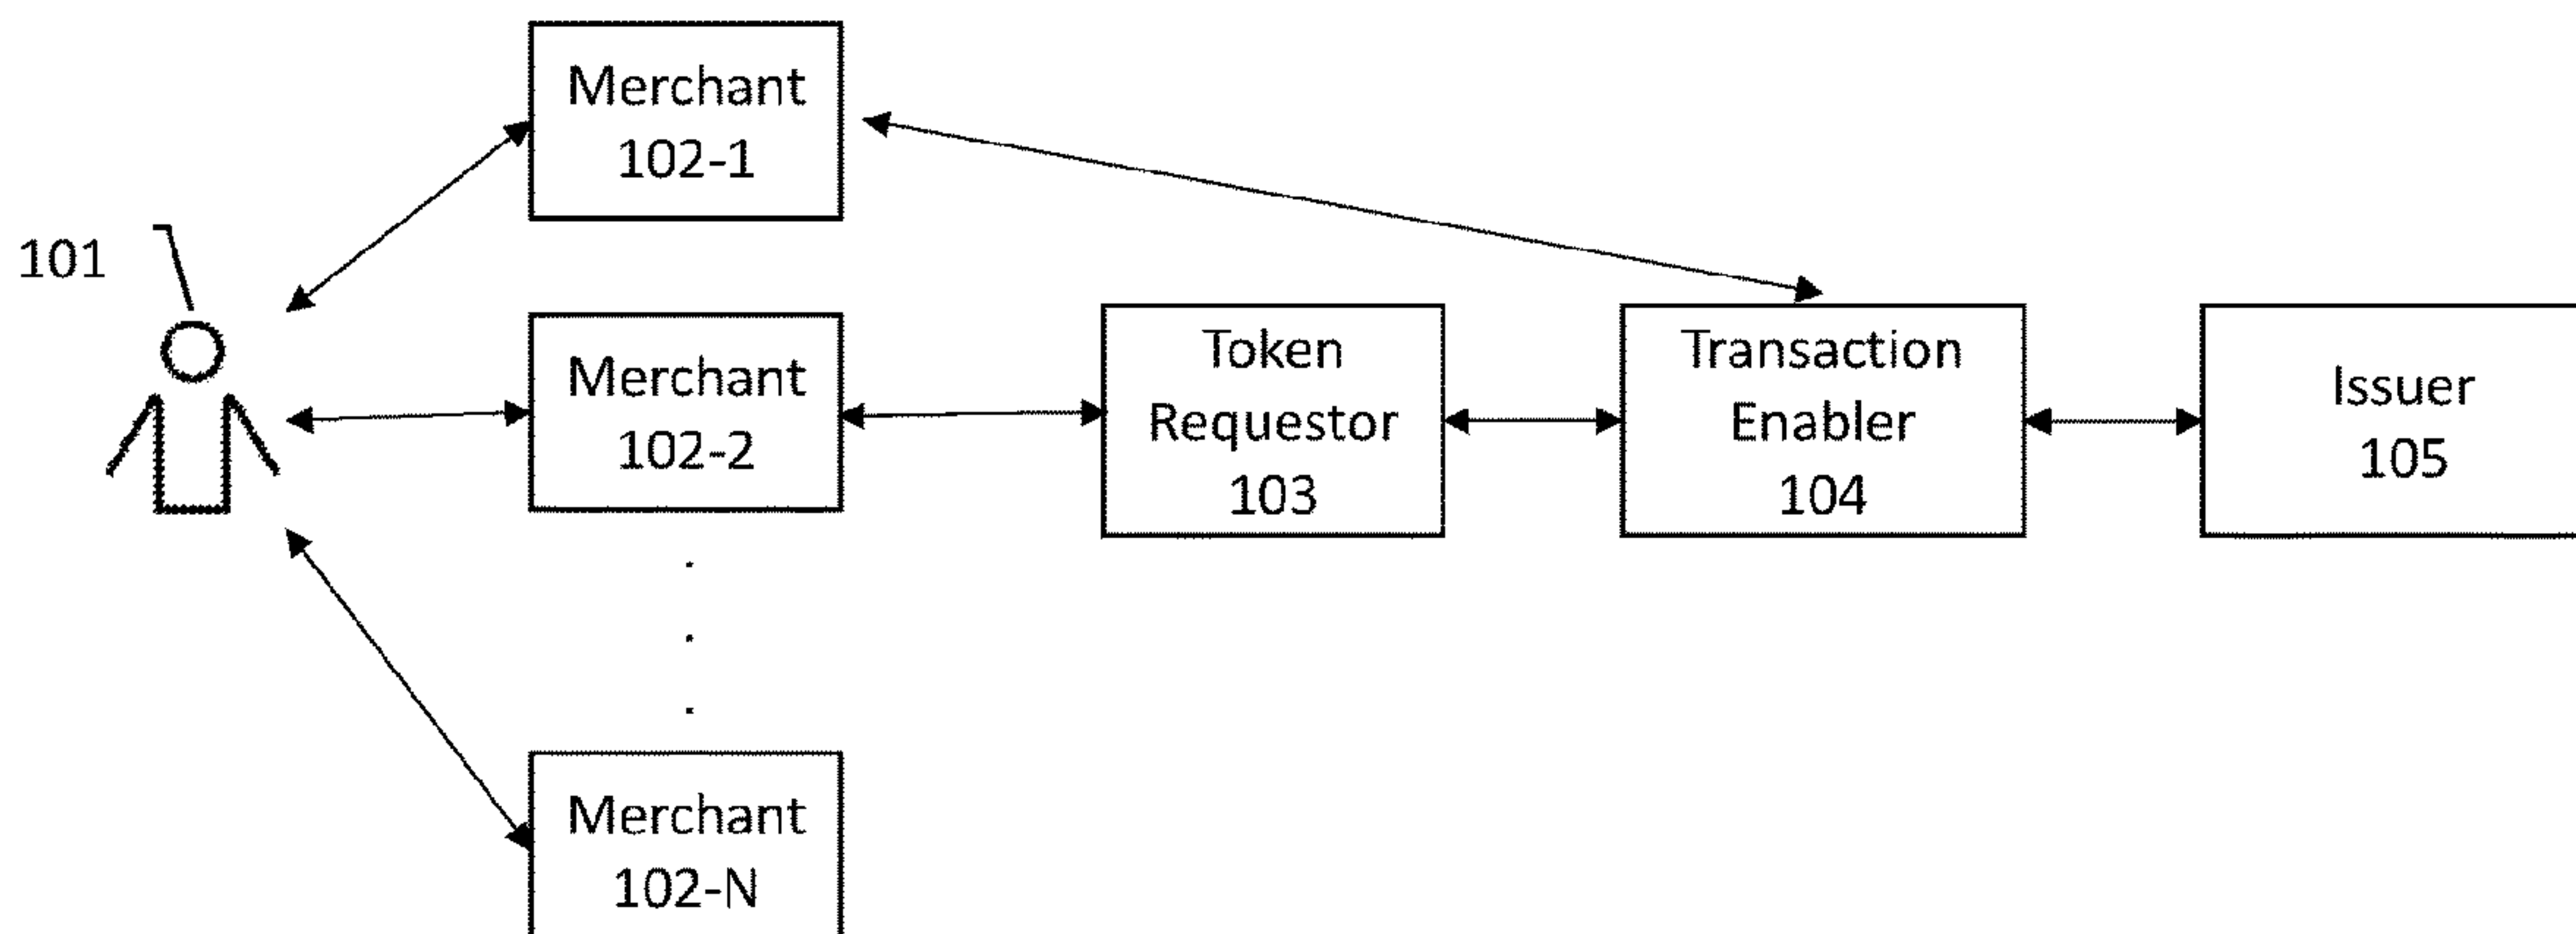 Merchant
102-1
101
Merchant
102-2
Token
Requestor
103
Transaction
Enabler
104
Issuer
105
.
.
.
Merchant
102-N